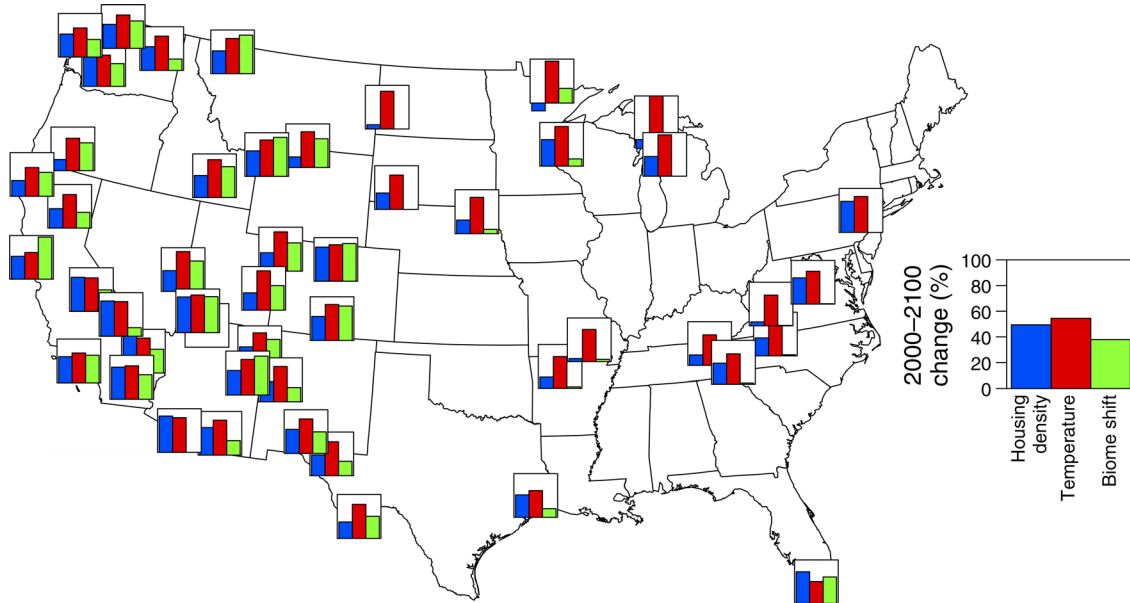 2000–2100
change (%)
100
80
60
40
20
0
Housing
density
Temperature
Biome shift